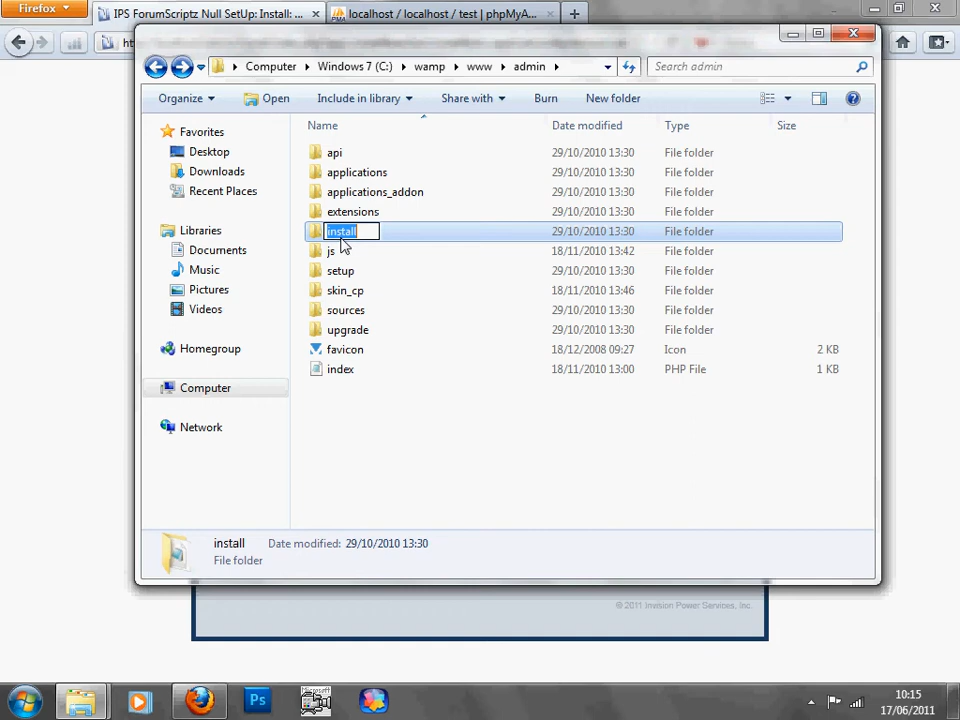 Firefox
IPS ForumScriptz Null SetUp: Install: ...
localhost / localhost / test | phpMyA...
Computer
Windows 7 (C:)
wamp
www
admin
Search admin
Organize
Open
Include in library
Share with
Burn
New folder
Name
Date modified
Type
Size
Favorites
Desktop
Downloads
Recent Places
Libraries
Documents
Music
Pictures
Videos
Homegroup
Computer
Network
api 29/10/2010 13:30 File folder
applications 29/10/2010 13:30 File folder
applications_addon 29/10/2010 13:30 File folder
extensions 29/10/2010 13:30 File folder
install 29/10/2010 13:30 File folder
js 18/11/2010 13:42 File folder
setup 29/10/2010 13:30 File folder
skin_cp 18/11/2010 13:46 File folder
sources 29/10/2010 13:30 File folder
upgrade 29/10/2010 13:30 File folder
favicon 18/12/2008 09:27 Icon 2 KB
index 18/11/2010 13:00 PHP File 1 KB
install Date modified: 29/10/2010 13:30
File folder
© 2011 Invision Power Services, Inc.
Ps
Microsoft
10:15
17/06/2011